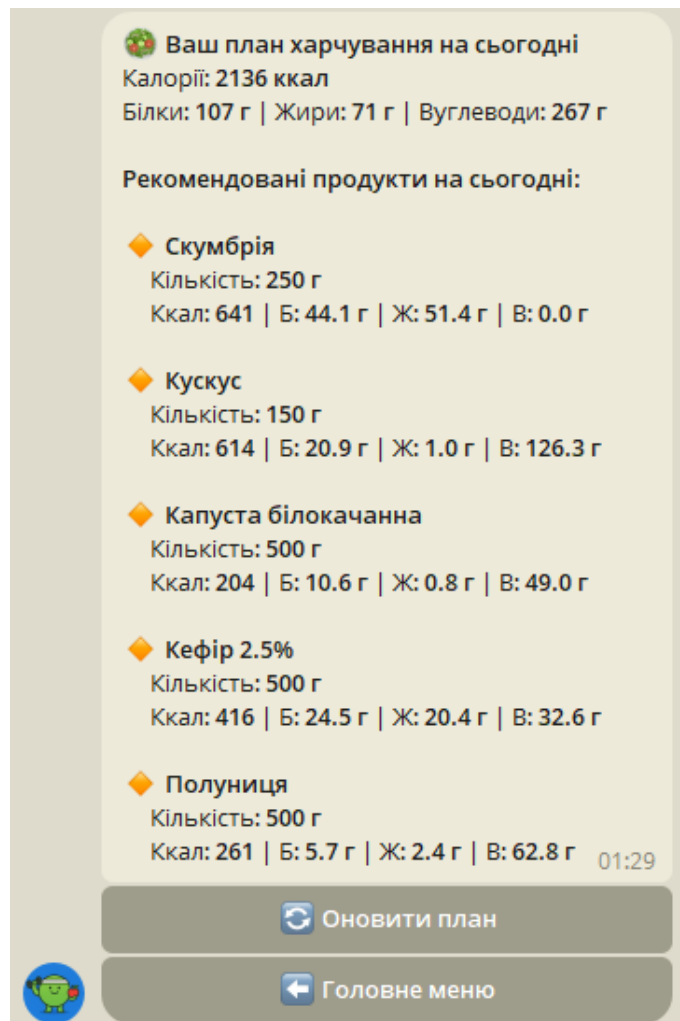 Ваш план харчування на сьогодні
Калорії: 2136 ккал
Білки: 107 г | Жири: 71 г | Вуглеводи: 267 г
Рекомендовані продукти на сьогодні:
Скумбрія
Кількість: 250 г
Ккал: 641 | Б: 44.1 г | Ж: 51.4 г | В: 0.0 г
Кускус
Кількість: 150 г
Ккал: 614 | Б: 20.9 г | Ж: 1.0 г | В: 126.3 г
Капуста білокачанна
Кількість: 500 г
Ккал: 204 | Б: 10.6 г | Ж: 0.8 г | В: 49.0 г
Кефір 2.5%
Кількість: 500 г
Ккал: 416 | Б: 24.5 г | Ж: 20.4 г | В: 32.6 г
Полуниця
Кількість: 500 г
Ккал: 261 | Б: 5.7 г | Ж: 2.4 г | В: 62.8 г 01:29
Оновити план
Головне меню